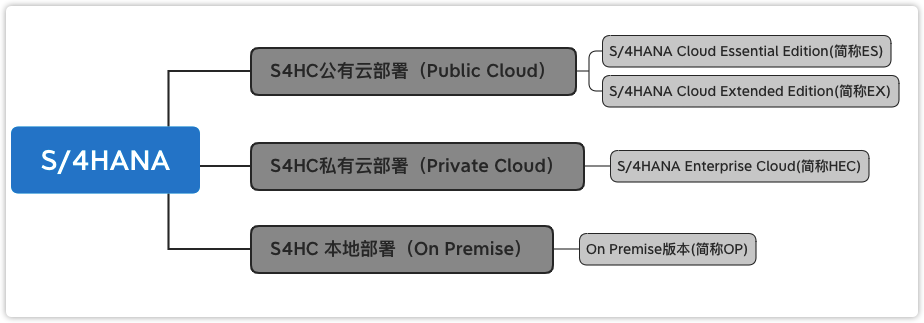 S/4HANA
S4HC公有云部署（Public Cloud）
S/4HANA Cloud Essential Edition(简称ES)
S/4HANA Cloud Extended Edition(简称EX)
S4HC私有云部署（Private Cloud）
S/4HANA Enterprise Cloud(简称HEC)
S4HC 本地部署（On Premise）
On Premise版本(简称OP)